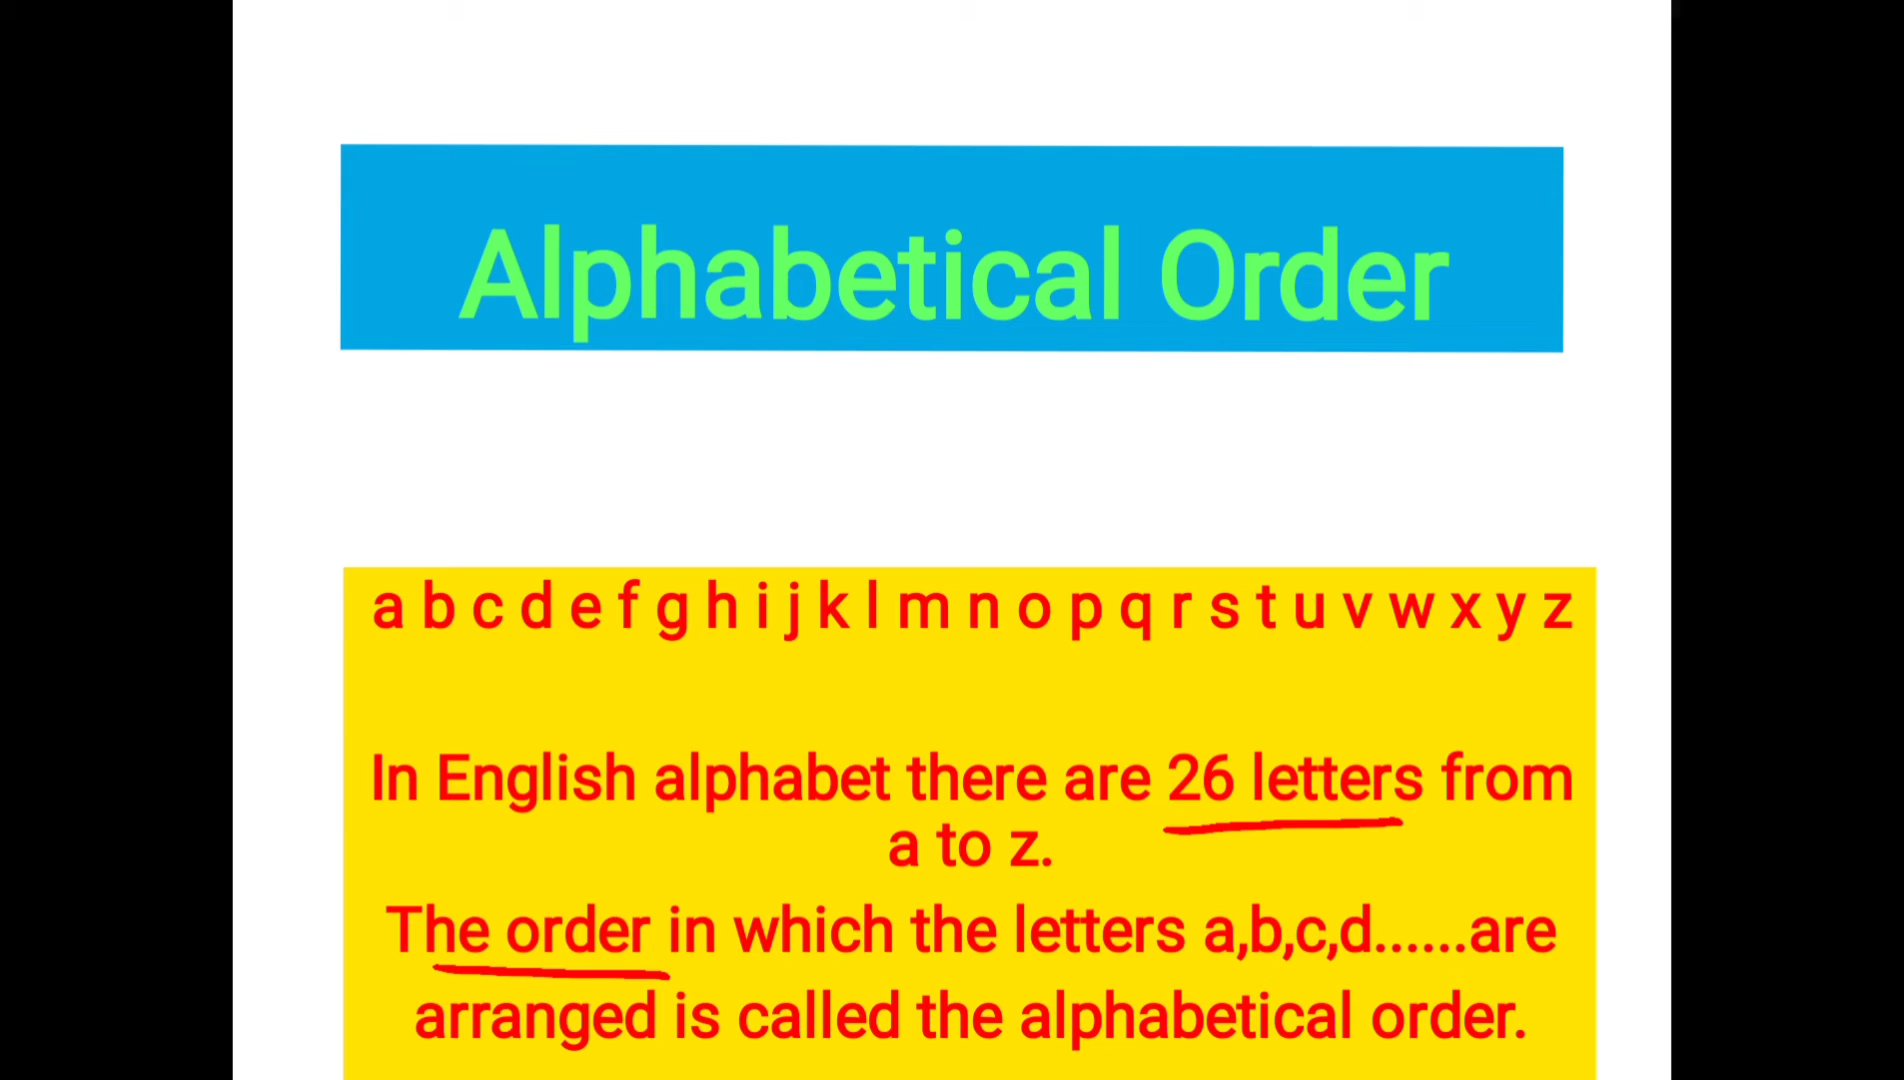 Alphabetical Order
a b c d e f g h i j k l m n o p q r s t u v w x y z
In English alphabet there are 26 letters from
a to z.
The order in which the letters a,b,c,d......are
arranged is called the alphabetical order.